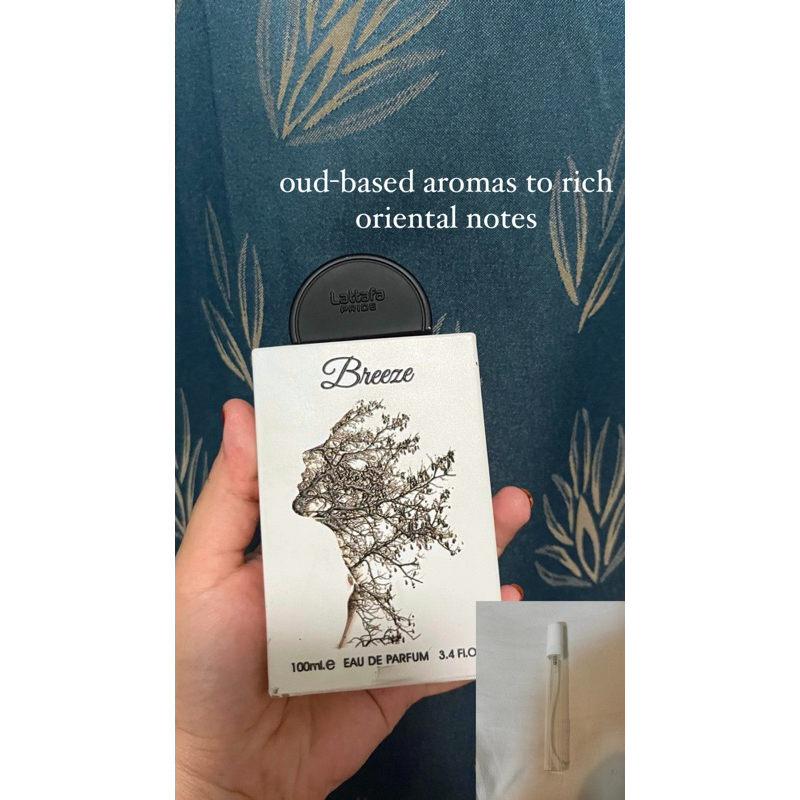 oud-based aromas to rich
oriental notes
Lattafa
PRIDE
Breeze
100ml.e EAU DE PARFUM 3.4 FL.O